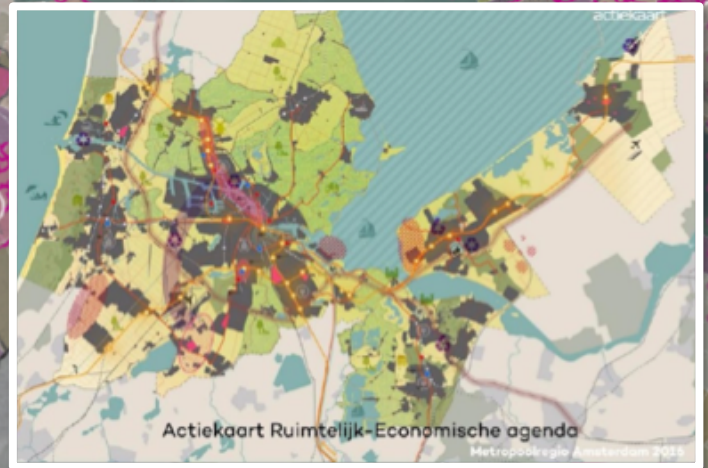 actiekaart
Actiekaart Ruimtelijk-Economische agenda
Metropoolregio Amsterdam 2016